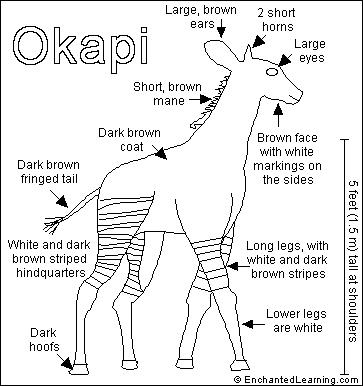 Large, brown
ears
2 short
horns
Okapi
Large
eyes
Short, brown
mane
Dark brown
coat
Brown face
with white
markings on
the sides
Dark brown
fringed tail
5 feet (1.5 m) tall at shoulders
White and dark
brown striped
hindquarters
Long legs, with
white and dark
brown stripes
Lower legs
are white
Dark
hoofs
©EnchantedLearning.com